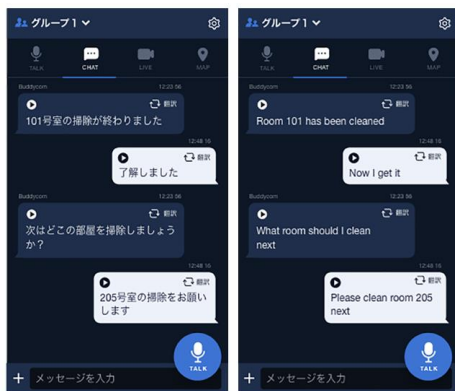 グループ1
TALK
CHAT
LIVE
MAP
Buddycom
12:23 56
翻訳
101号室の掃除が終わりました
12:48 16
翻訳
了解しました
Buddycom
12:23 56
翻訳
次はどこの部屋を掃除しましょう
か?
12:48 16
翻訳
205号室の掃除をお願い
します
TALK
メッセージを入力
グループ1
TALK
CHAT
LIVE
MAP
Buddycom
12:23 56
翻訳
Room 101 has been cleaned
12:48 16
翻訳
Now I get it
Buddycom
12:23 56
翻訳
What room should I clean
next
12:48 16
翻訳
Please clean room 205
next
TALK
メッセージを入力